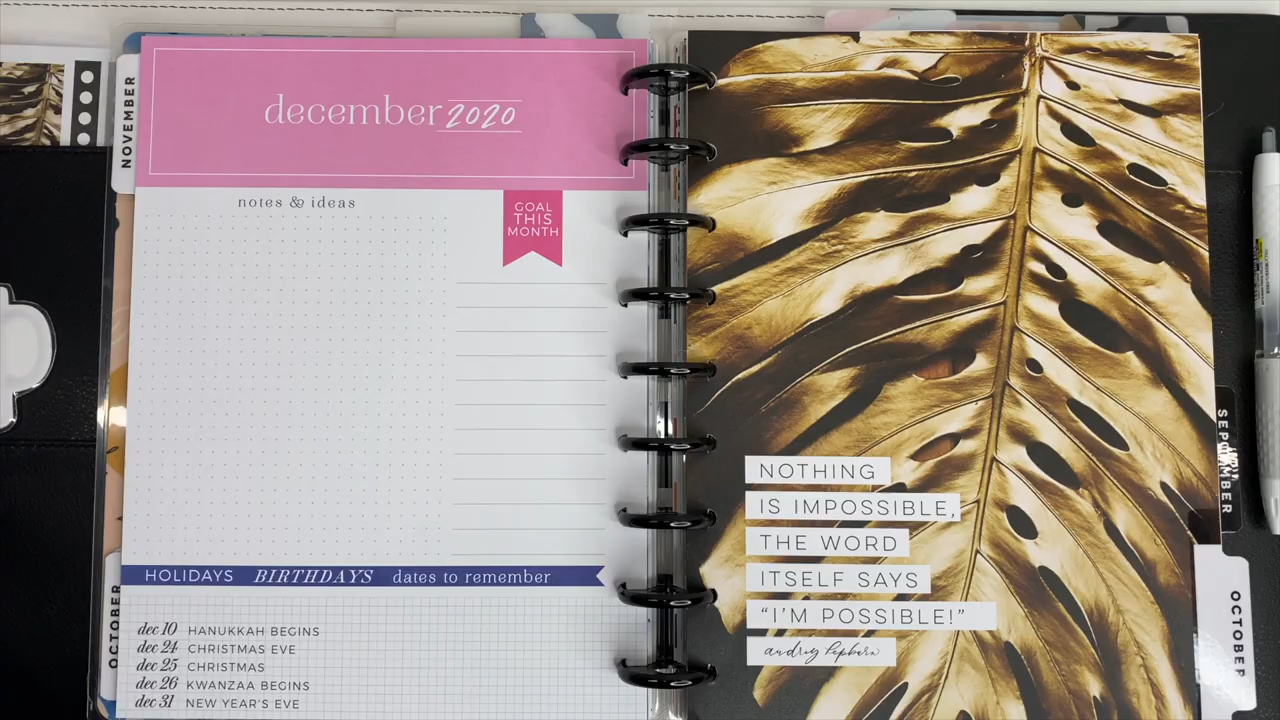 NOVEMBER
december 2020
notes & ideas
GOAL
THIS
MONTH
HOLIDAYS BIRTHDAYS dates to remember
OCTOBER
dec 10 HANUKKAH BEGINS
dec 24 CHRISTMAS EVE
dec 25 CHRISTMAS
dec 26 KWANZAA BEGINS
dec 31 NEW YEAR'S EVE
NOTHING
IS IMPOSSIBLE,
THE WORD
ITSELF SAYS
“I’M POSSIBLE!”
audrey hepburn
OCTOBER